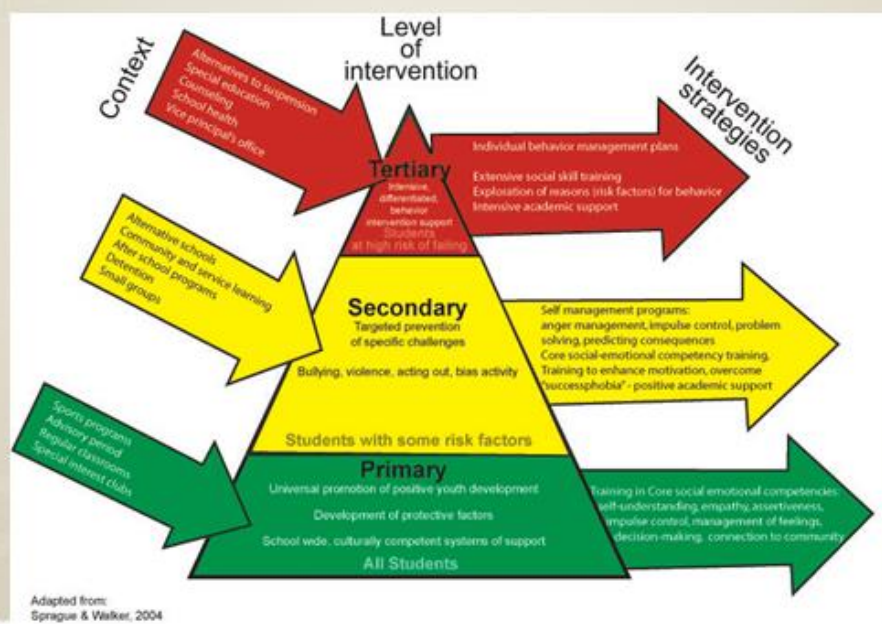 Context
Level
of
intervention
Intervention
strategies
Alternatives to suspension
Special education
Counseling
School health
Vice principal's office
Tertiary
Intensive,
differentiated,
behavior
intervention support
Students
at high risk of failing
Individual behavior management plans
Extensive social skill training
Exploration of reasons (risk factors) for behavior
Intensive academic support
Alternative schools
Community and service learning
After school programs
Detention
Small groups
Secondary
Targeted prevention
of specific challenges
Bullying, violence, acting out, bias activity
Students with some risk factors
Self management programs:
anger management, impulse control, problem
solving, predicting consequences
Core social-emotional competency training,
Training to enhance motivation, overcome
"successphobia" - positive academic support
Sports programs
Advisory period
Regular classrooms
Special interest clubs
Primary
Universal promotion of positive youth development
Development of protective factors
School wide, culturally competent systems of support
All Students
Training in Core social emotional competencies:
self-understanding, empathy, assertiveness,
impulse control, management of feelings,
decision-making, connection to community
Adapted from:
Sprague & Walker, 2004